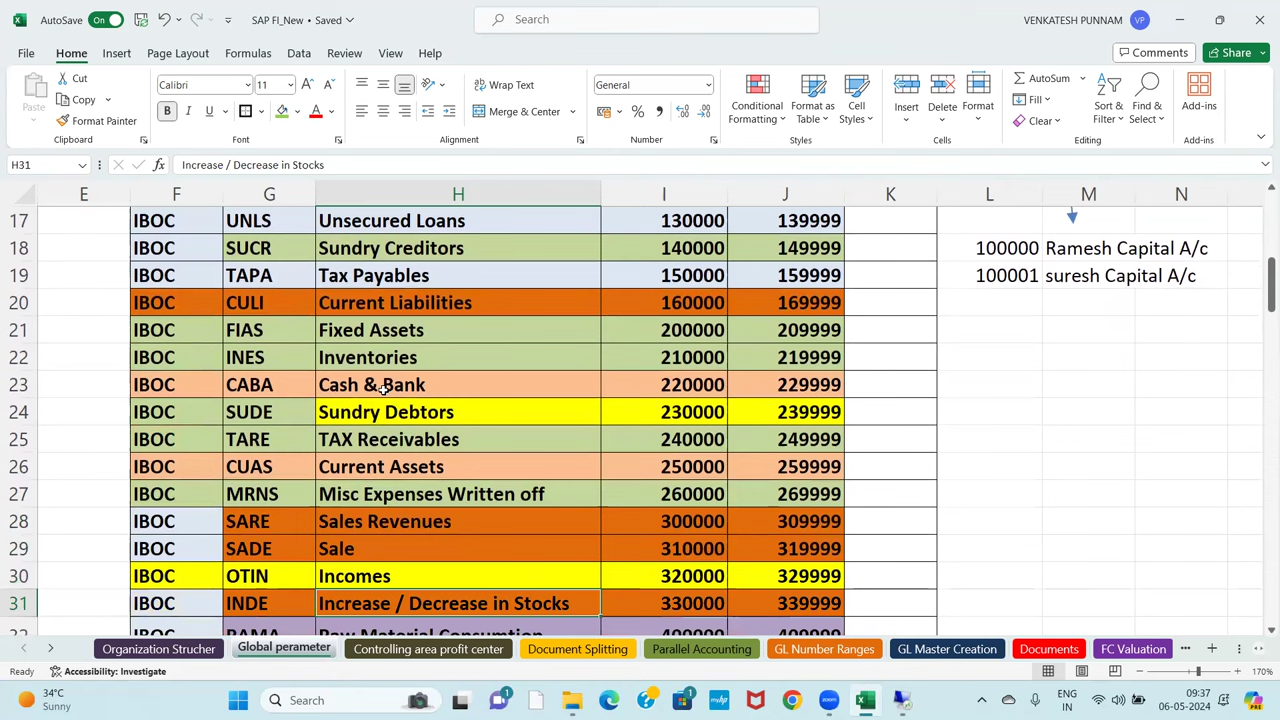 AutoSave On SAP FI_New • Saved Search VENKATESH PUNNAM VP
File Home Insert Page Layout Formulas Data Review View Help Comments Share
Paste Cut Copy Format Painter Clipboard
Calibri 11 A A B I U A Font
Wrap Text Merge & Center Alignment
General % , Number
Conditional Formatting Format as Table Cell Styles Styles
Insert Delete Format Cells
AutoSum Fill Clear Sort & Filter Find & Select Editing
Add-ins Add-ins
H31 fx Increase / Decrease in Stocks
E F G H I J K L M N
17 IBOC UNLS Unsecured Loans 130000 139999
18 IBOC SUCR Sundry Creditors 140000 149999 100000 Ramesh Capital A/c
19 IBOC TAPA Tax Payables 150000 159999 100001 suresh Capital A/c
20 IBOC CULI Current Liabilities 160000 169999
21 IBOC FIAS Fixed Assets 200000 209999
22 IBOC INES Inventories 210000 219999
23 IBOC CABA Cash & Bank 220000 229999
24 IBOC SUDE Sundry Debtors 230000 239999
25 IBOC TARE TAX Receivables 240000 249999
26 IBOC CUAS Current Assets 250000 259999
27 IBOC MRNS Misc Expenses Written off 260000 269999
28 IBOC SARE Sales Revenues 300000 309999
29 IBOC SADE Sale 310000 319999
30 IBOC OTIN Incomes 320000 329999
31 IBOC INDE Increase / Decrease in Stocks 330000 339999
32 IBOC RAMA Raw Material Consumtion 400000 409999
Organization Strucher Global perameter Controlling area profit center Document Splitting Parallel Accounting GL Number Ranges GL Master Creation Documents FC Valuation
Ready Accessibility: Investigate 170%
34°C Sunny Search ENG IN 09:37 06-05-2024